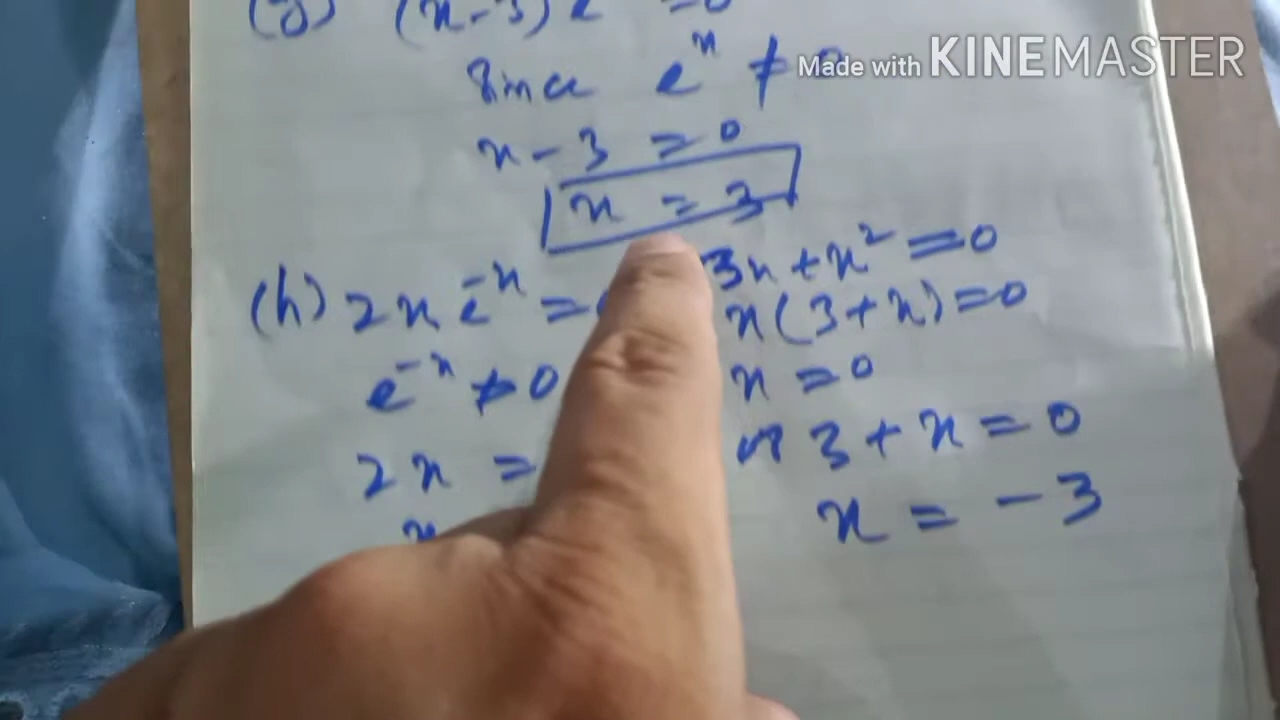 (g) (x-3)e = 0
Made with KINEMASTER
Since e^x ≠ 0
x - 3 = 0
x = 3
(h) 2x e^-x = 3x + x² = 0
x(3+x) = 0
e^-x ≠ 0 x = 0
2x = or 3 + x = 0
x x = -3